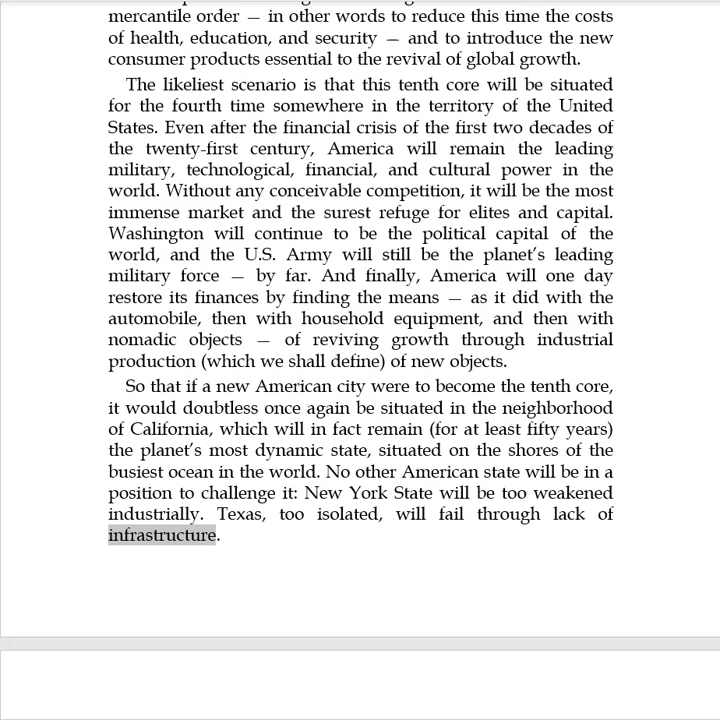 mercantile order — in other words to reduce this time the costs
of health, education, and security — and to introduce the new
consumer products essential to the revival of global growth.
The likeliest scenario is that this tenth core will be situated
for the fourth time somewhere in the territory of the United
States. Even after the financial crisis of the first two decades of
the twenty-first century, America will remain the leading
military, technological, financial, and cultural power in the
world. Without any conceivable competition, it will be the most
immense market and the surest refuge for elites and capital.
Washington will continue to be the political capital of the
world, and the U.S. Army will still be the planet’s leading
military force — by far. And finally, America will one day
restore its finances by finding the means — as it did with the
automobile, then with household equipment, and then with
nomadic objects — of reviving growth through industrial
production (which we shall define) of new objects.
So that if a new American city were to become the tenth core,
it would doubtless once again be situated in the neighborhood
of California, which will in fact remain (for at least fifty years)
the planet’s most dynamic state, situated on the shores of the
busiest ocean in the world. No other American state will be in a
position to challenge it: New York State will be too weakened
industrially. Texas, too isolated, will fail through lack of
infrastructure.